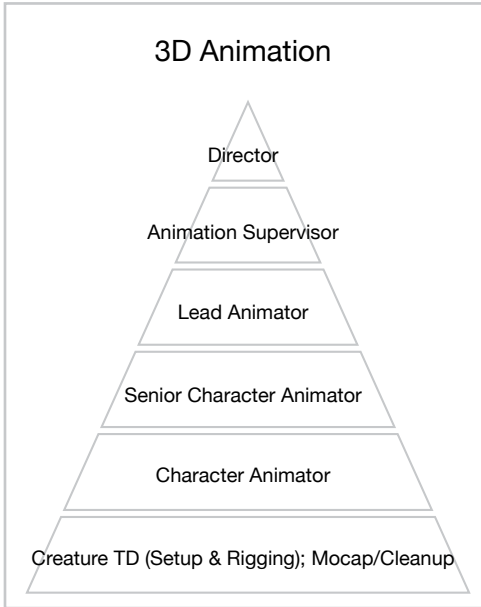 3D Animation
Director
Animation Supervisor
Lead Animator
Senior Character Animator
Character Animator
Creature TD (Setup & Rigging); Mocap/Cleanup